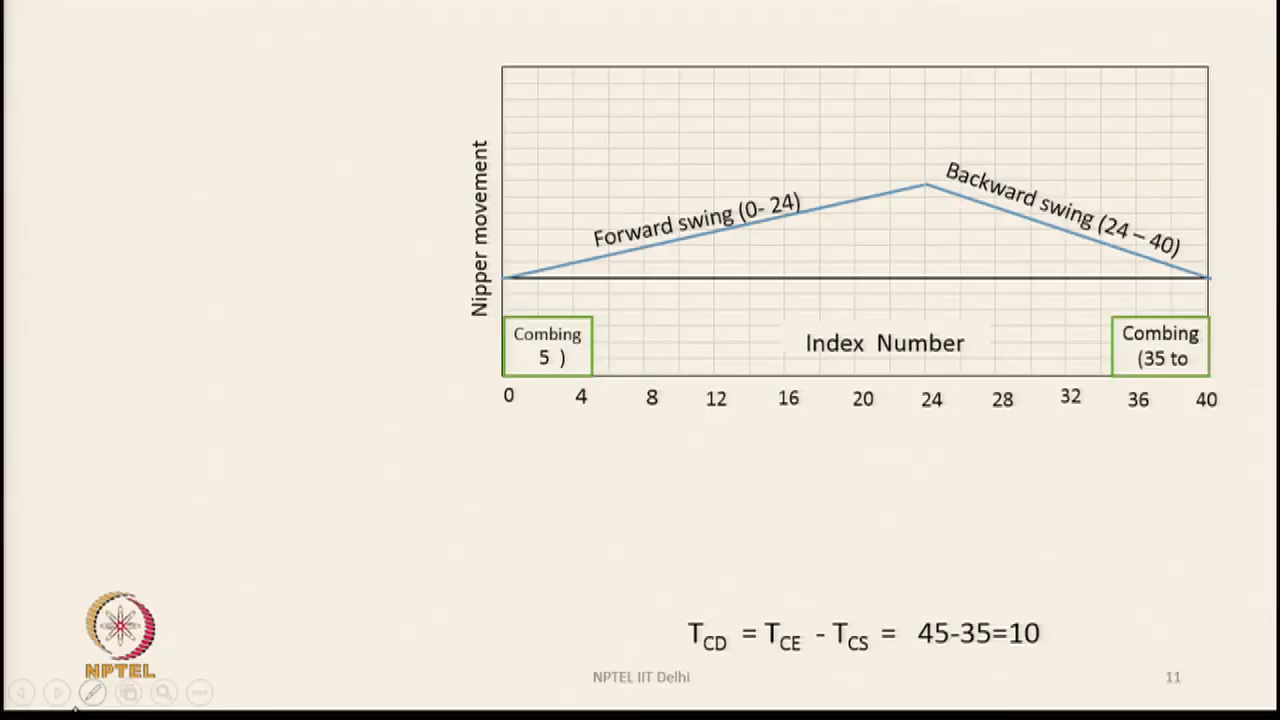 Nipper movement
Forward swing (0- 24)
Backward swing (24 – 40)
Combing
5 )
Index Number
Combing
(35 to
0 4 8 12 16 20 24 28 32 36 40
T_CD = T_CE - T_CS = 45-35=10
NPTEL
NPTEL IIT Delhi
11